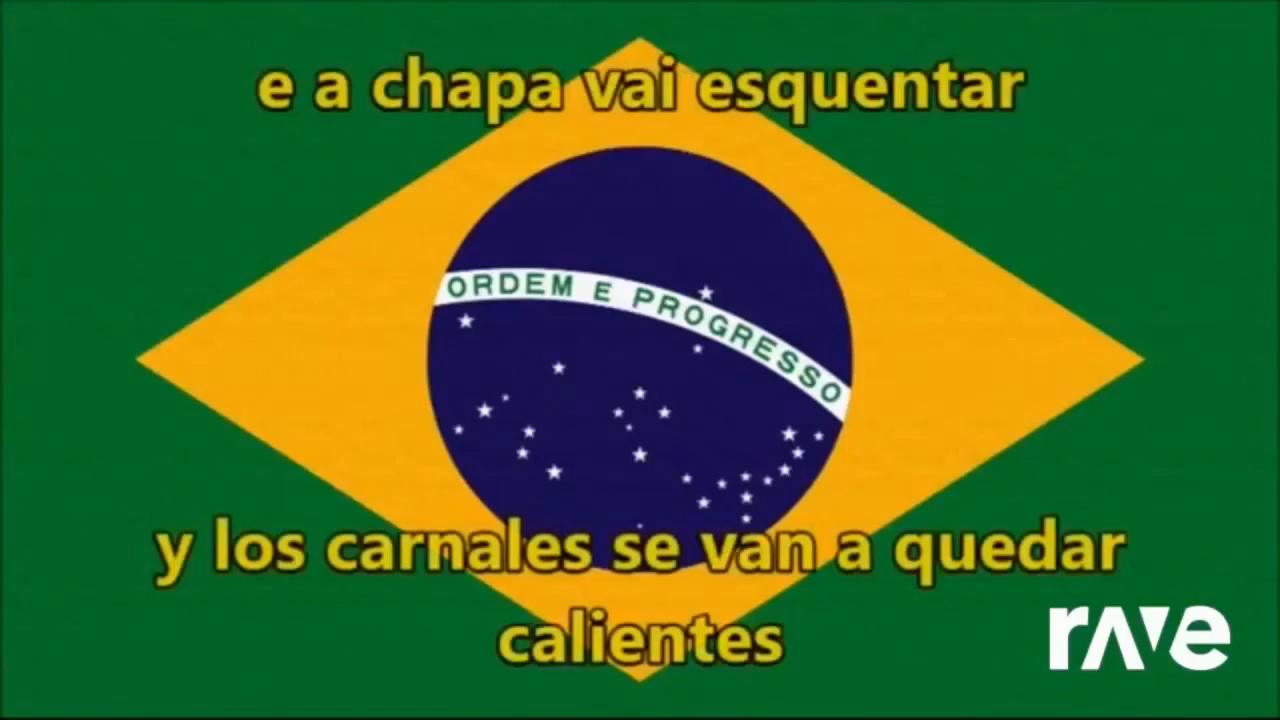 e a chapa vai esquentar
ORDEM E PROGRESSO
y los carnales se van a quedar
calientes
rave